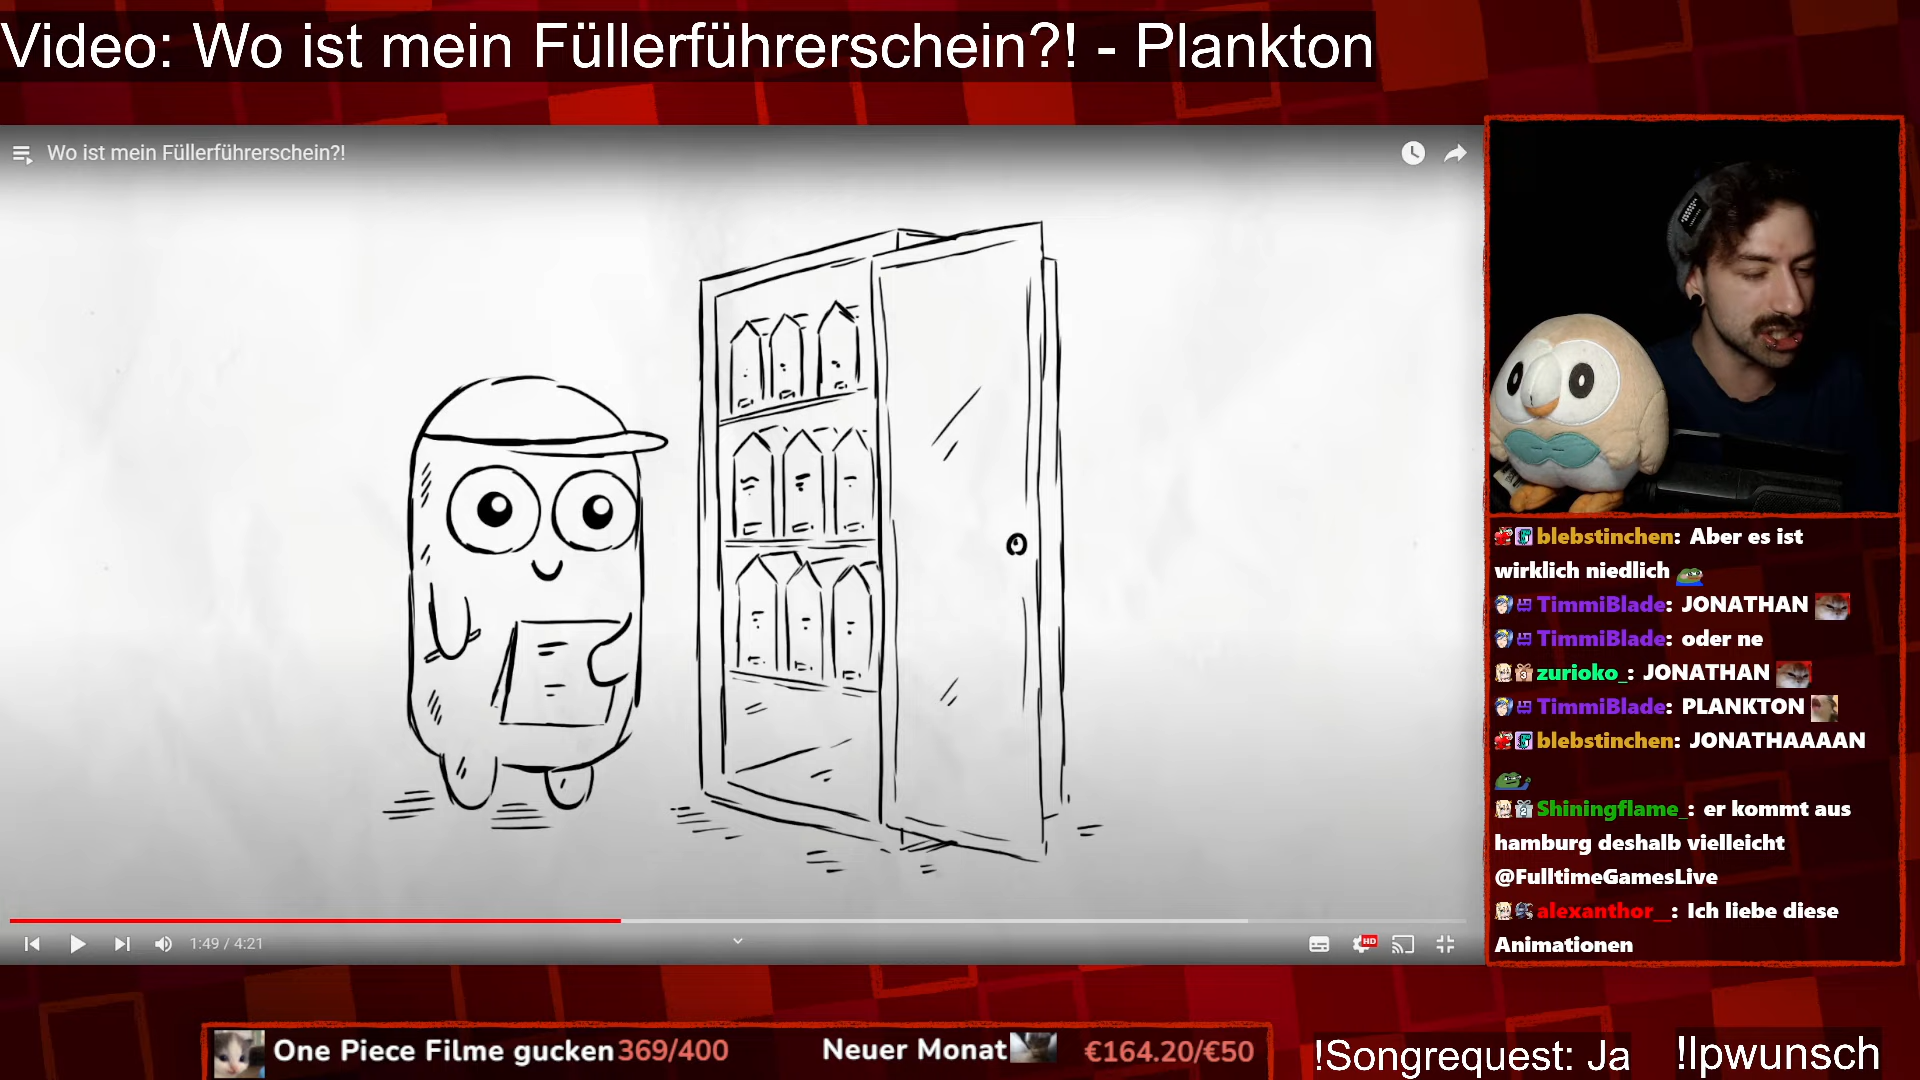 Video: Wo ist mein Füllerführerschein?! - Plankton
Wo ist mein Füllerführerschein?!
1:49 / 4:21
HD
blebstinchen: Aber es ist
wirklich niedlich
TimmiBlade: JONATHAN
TimmiBlade: oder ne
zurioko_: JONATHAN
TimmiBlade: PLANKTON
blebstinchen: JONATHAAAAN
Shiningflame_: er kommt aus
hamburg deshalb vielleicht
@FulltimeGamesLive
alexanthor__: Ich liebe diese
Animationen
One Piece Filme gucken 369/400
Neuer Monat €164.20/€50
!Songrequest: Ja
!lpwunsch